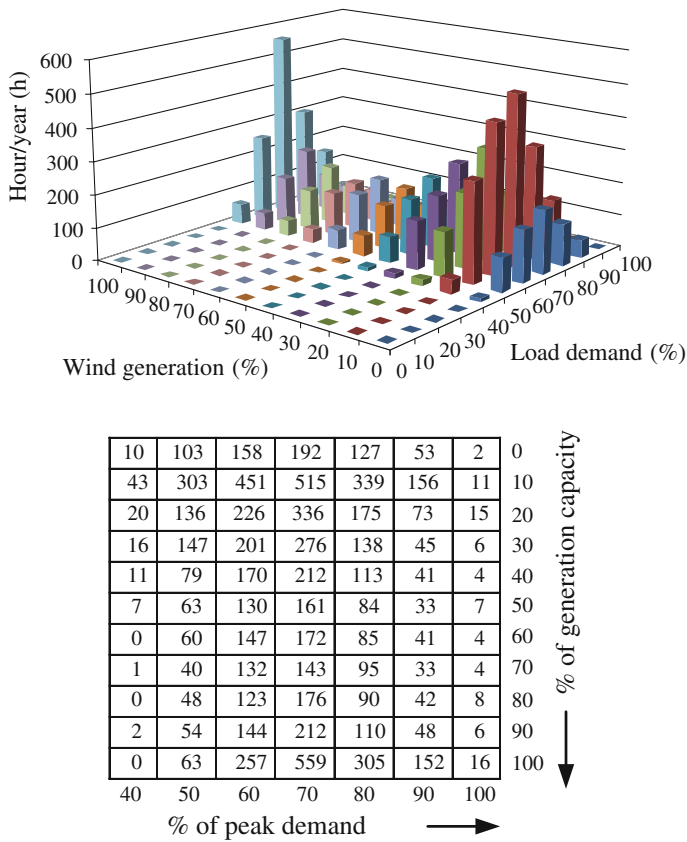 600
500
400
300
200
100
0
Hour/year (h)
100 90 80 70 60 50 40 30 20 10 0
Wind generation (%)
0 10 20 30 40 50 60 70 80 90 100
Load demand (%)
10 103 158 192 127 53 2 0
43 303 451 515 339 156 11 10
20 136 226 336 175 73 15 20
16 147 201 276 138 45 6 30
11 79 170 212 113 41 4 40
7 63 130 161 84 33 7 50
0 60 147 172 85 41 4 60
1 40 132 143 95 33 4 70
0 48 123 176 90 42 8 80
2 54 144 212 110 48 6 90
0 63 257 559 305 152 16 100
40 50 60 70 80 90 100
% of peak demand
% of generation capacity